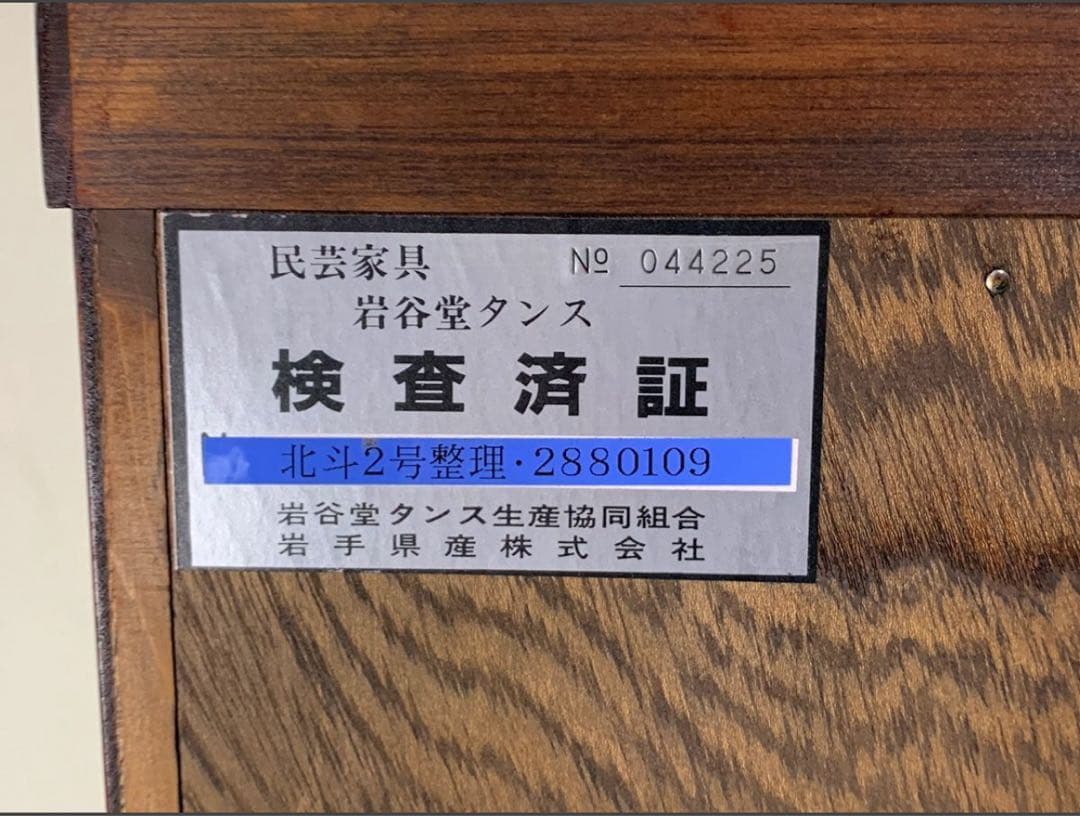 民芸家具 № 044225
岩谷堂タンス
検査済証
北斗2号整理・2880109
岩谷堂タンス生産協同組合
岩手県産株式会社